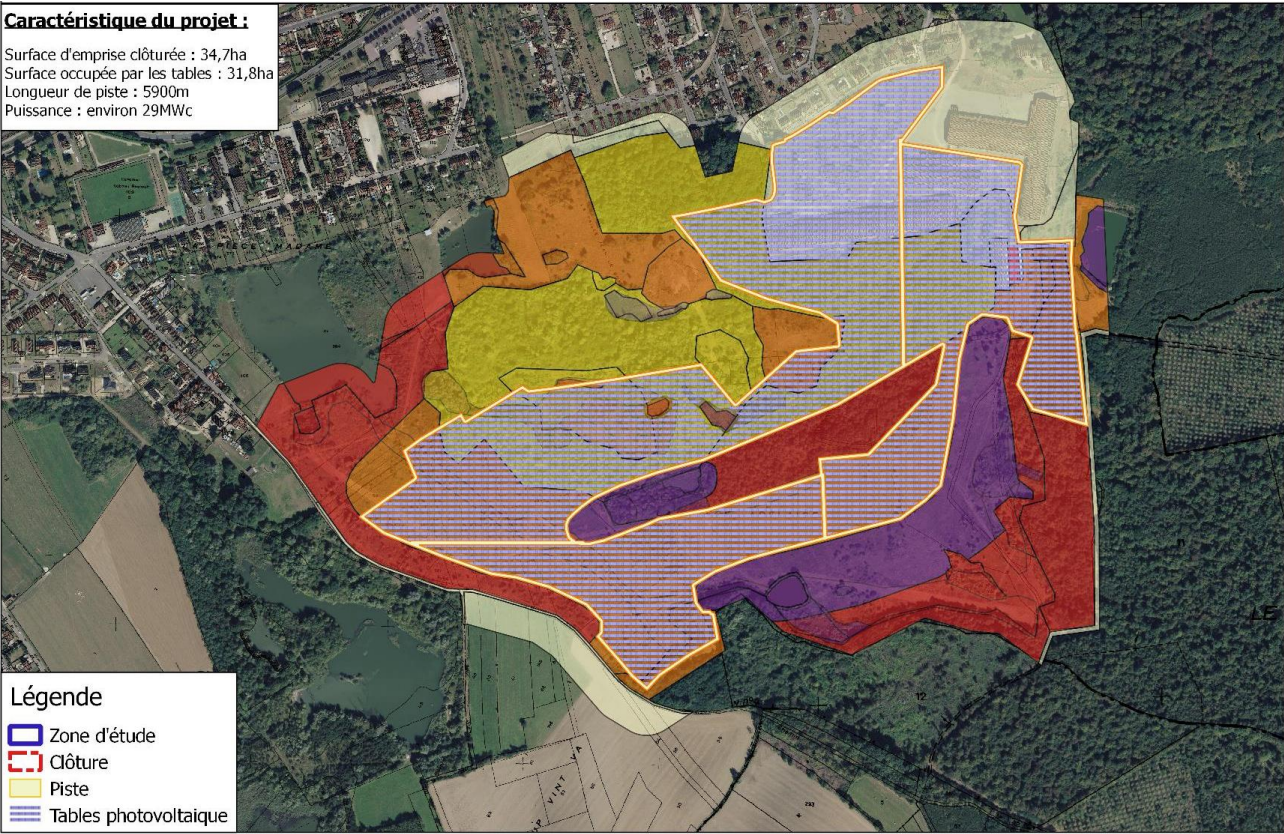 Caractéristique du projet :
Surface d'emprise clôturée : 34,7ha
Surface occupée par les tables : 31,8ha
Longueur de piste : 5900m
Puissance : environ 29MWc
Légende
Zone d'étude
Clôture
Piste
Tables photovoltaique